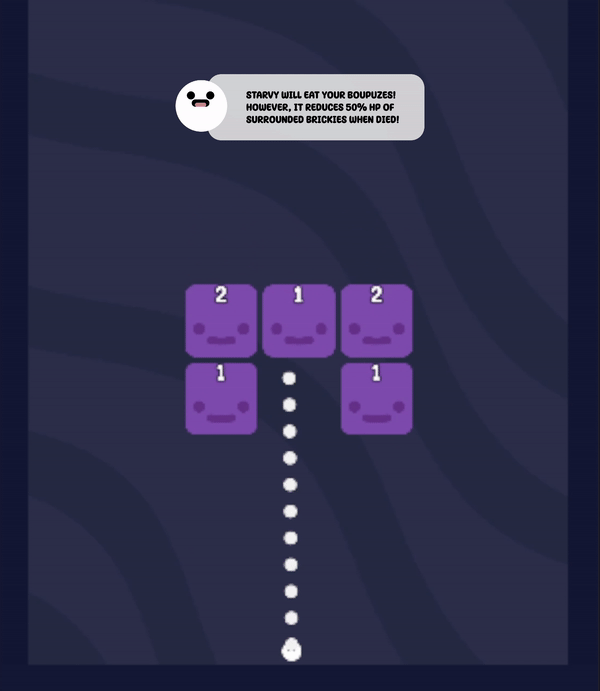 STARVY WILL EAT YOUR BOUPUZES!
HOWEVER, IT REDUCES 50% HP OF
SURROUNDED BRICKIES WHEN DIED!
2 1 2
1 1